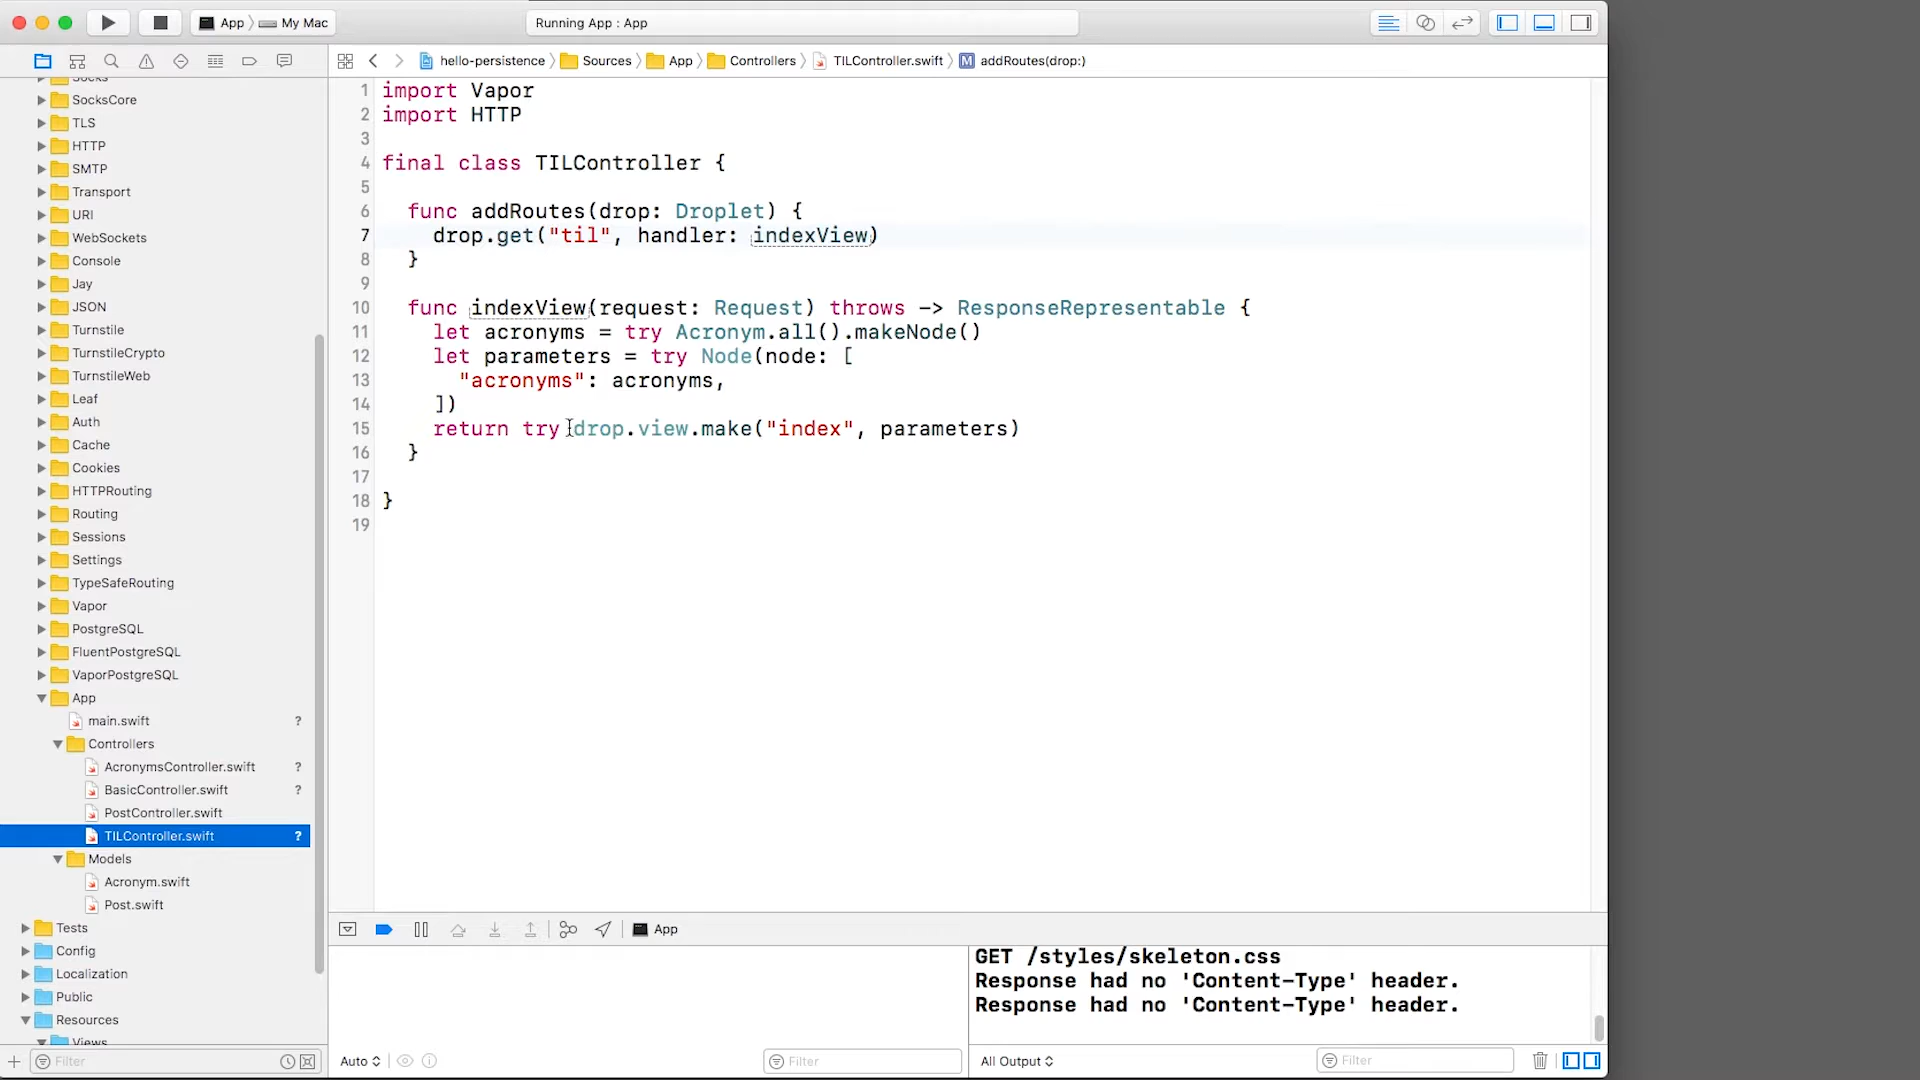 App
My Mac
Running App : App
hello-persistence
Sources
App
Controllers
TILController.swift
M
addRoutes(drop:)
Socks
SocksCore
TLS
HTTP
SMTP
Transport
URI
WebSockets
Console
Jay
JSON
Turnstile
TurnstileCrypto
TurnstileWeb
Leaf
Auth
Cache
Cookies
HTTPRouting
Routing
Sessions
Settings
TypeSafeRouting
Vapor
PostgreSQL
FluentPostgreSQL
VaporPostgreSQL
App
main.swift ?
Controllers
AcronymsController.swift ?
BasicController.swift ?
PostController.swift
TILController.swift ?
Models
Acronym.swift
Post.swift
Tests
Config
Localization
Public
Resources
Views
Filter
1 import Vapor
2 import HTTP
3
4 final class TILController {
5
6 func addRoutes(drop: Droplet) {
7 drop.get("til", handler: indexView)
8 }
9
10 func indexView(request: Request) throws -> ResponseRepresentable {
11 let acronyms = try Acronym.all().makeNode()
12 let parameters = try Node(node: [
13 "acronyms": acronyms,
14 ])
15 return try drop.view.make("index", parameters)
16 }
17
18 }
19
App
GET /styles/skeleton.css
Response had no 'Content-Type' header.
Response had no 'Content-Type' header.
Auto
Filter
All Output
Filter